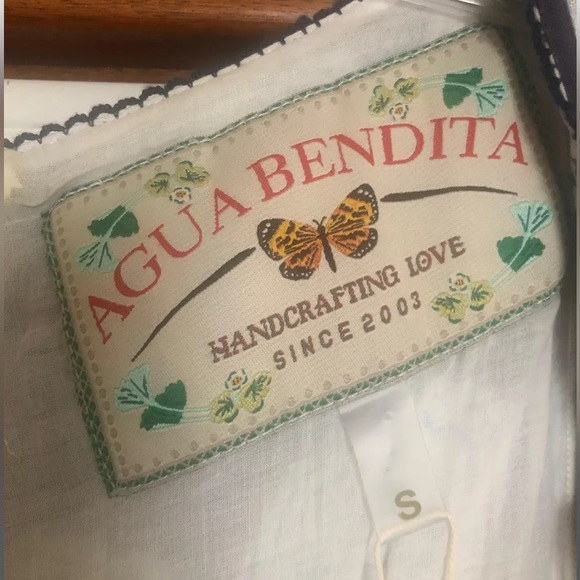 AGUA BENDITA
HANDCRAFTING LOVE
SINCE 2003
S